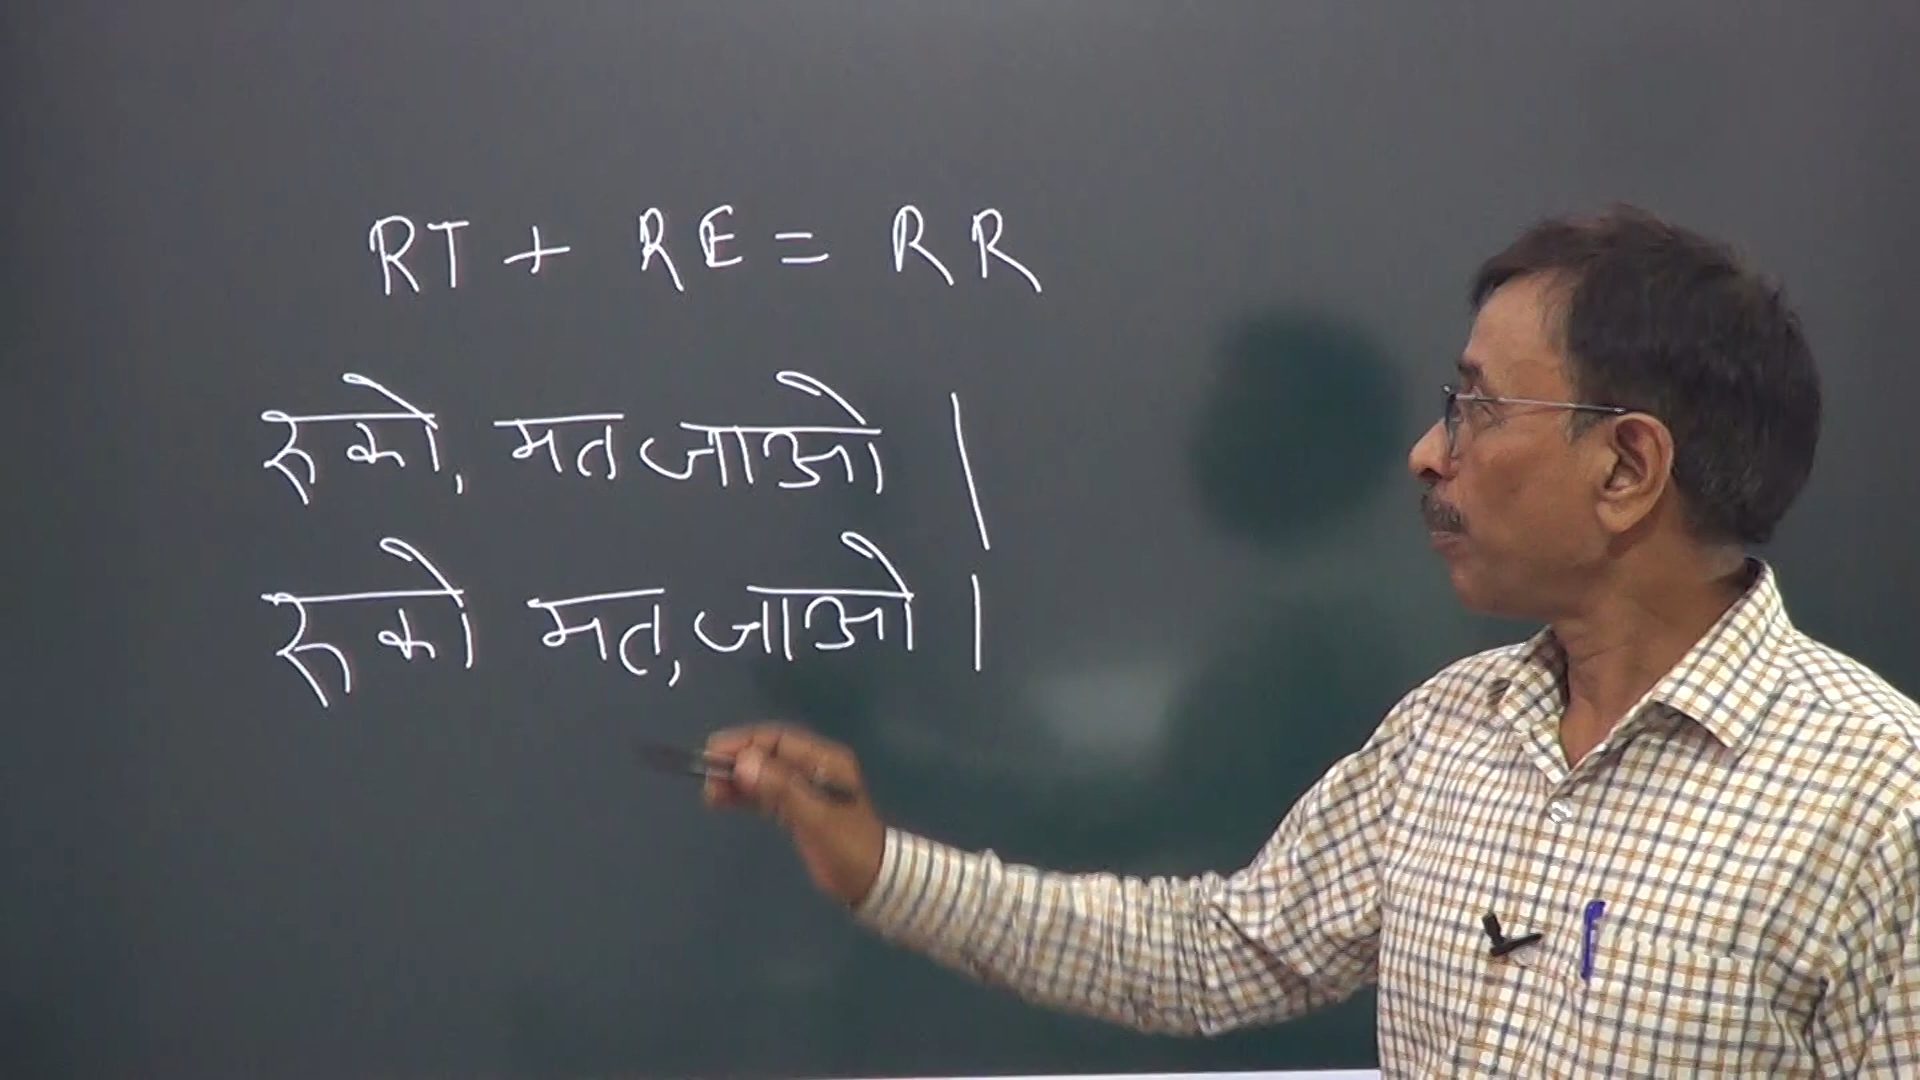 RT + RE = RR
रुको, मत जाओ |
रुको मत, जाओ |